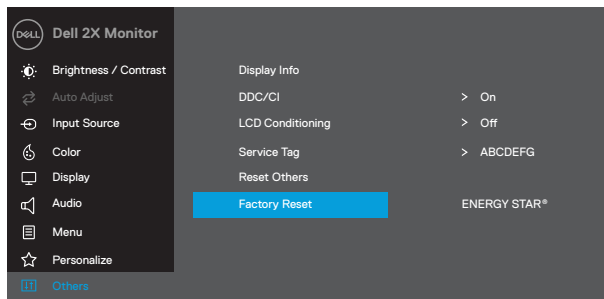 DELL Dell 2X Monitor
Brightness / Contrast
Auto Adjust
Input Source
Color
Display
Audio
Menu
Personalize
Others
Display Info
DDC/CI > On
LCD Conditioning > Off
Service Tag > ABCDEFG
Reset Others
Factory Reset ENERGY STAR®